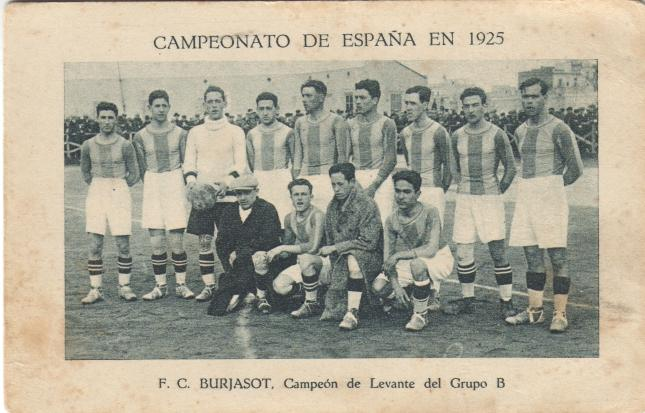 CAMPEONATO DE ESPAÑA EN 1925
F. C. BURJASOT, Campeón de Levante del Grupo B